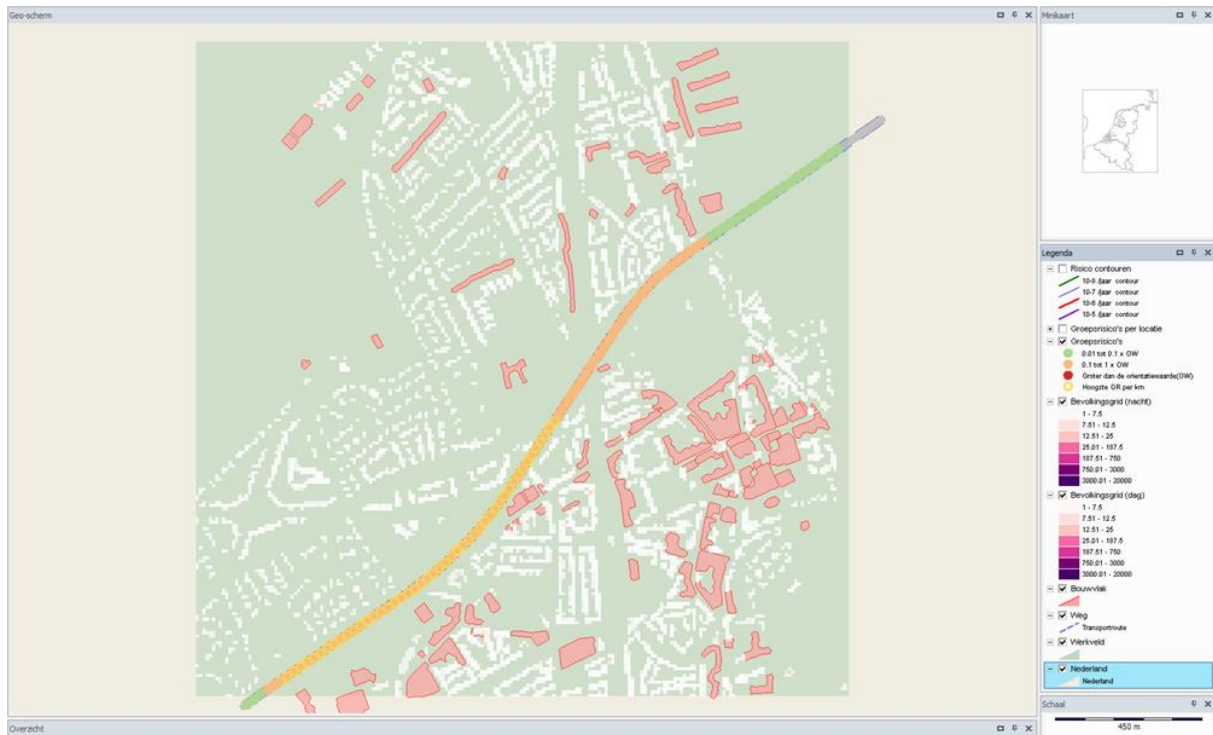 Geo-scherm
Minikaart
Legenda
Risico contouren
10-8 /jaar contour
10-7 /jaar contour
10-6 /jaar contour
10-5 /jaar contour
Groepsrisico's per locatie
Groepsrisico's
0.01 tot 0.1 x OW
0.1 tot 1 x OW
Groter dan de orientatiewaarde(OW)
Hoogste GR per km
Bevolkingsgrid (nacht)
1 - 7.5
7.51 - 12.5
12.51 - 25
25.01 - 187.5
187.51 - 750
750.01 - 3000
3000.01 - 20000
Bevolkingsgrid (dag)
1 - 7.5
7.51 - 12.5
12.51 - 25
25.01 - 187.5
187.51 - 750
750.01 - 3000
3000.01 - 20000
Bouwvlak
Weg
Transportroute
Werkveld
Nederland
Nederland
Schaal
450 m
Overzicht